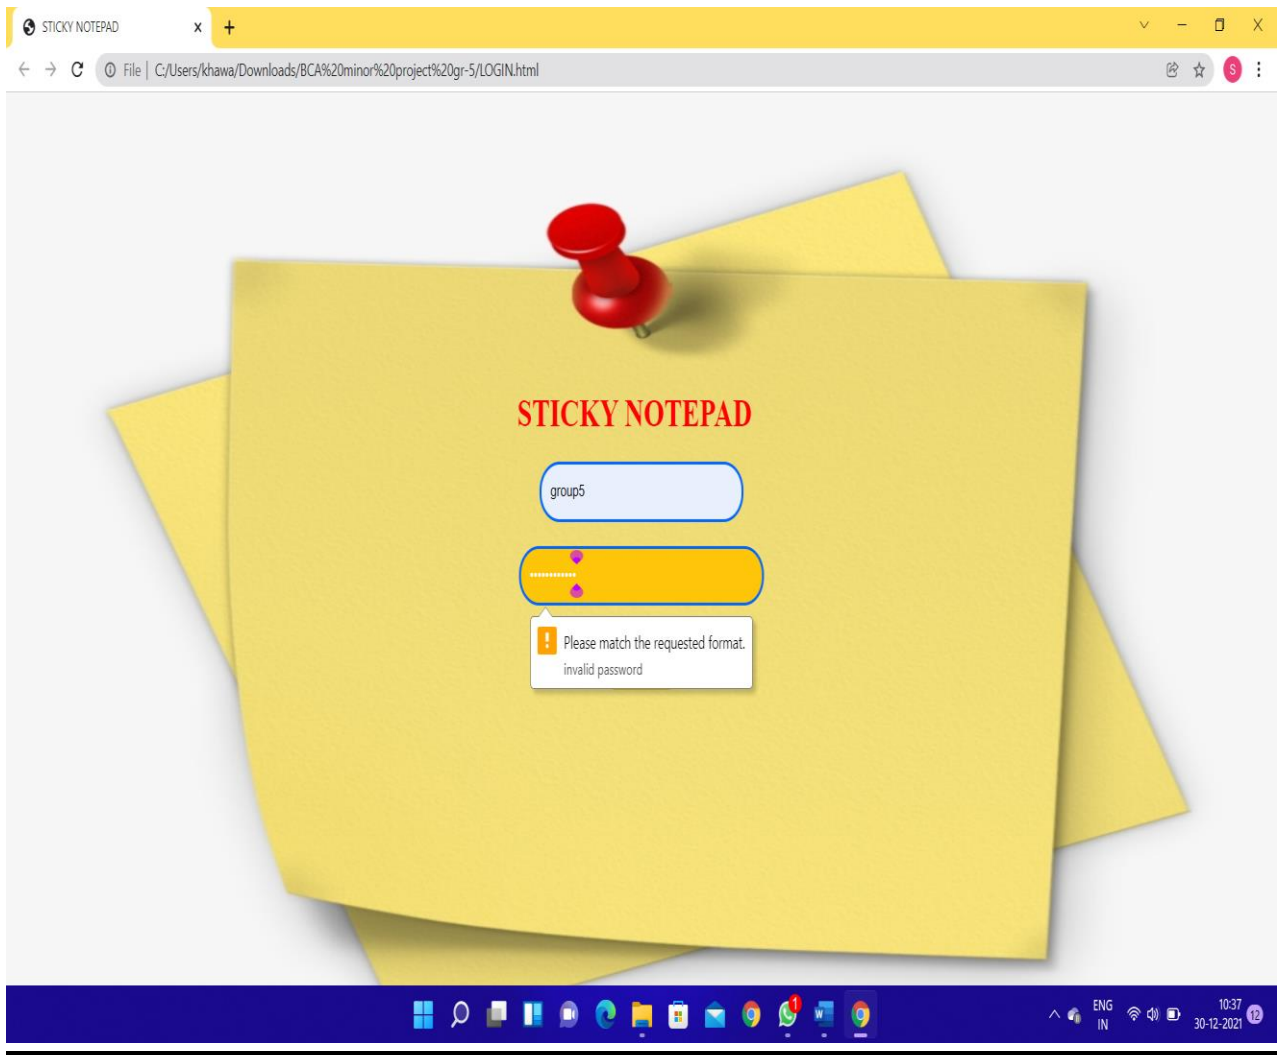 STICKY NOTEPAD
File | C:/Users/khawa/Downloads/BCA%20minor%20project%20gr-5/LOGIN.html
S
STICKY NOTEPAD
group5
............
! Please match the requested format.
invalid password
1
W
ENG
IN
10:37
30-12-2021
12